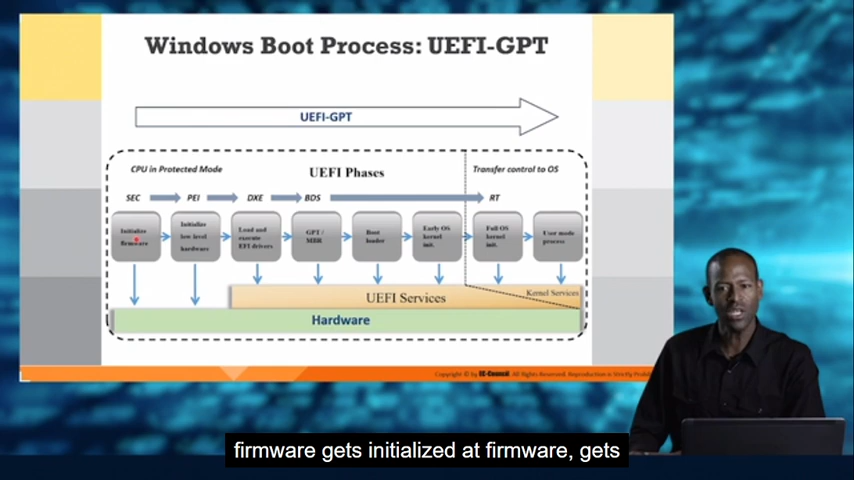 Windows Boot Process: UEFI-GPT
UEFI-GPT
CPU in Protected Mode
UEFI Phases
Transfer control to OS
SEC
PEI
DXE
BDS
RT
Initialize
firmware
Initialize
low level
hardware
Load and
execute
EFI drivers
GPT /
MBR
Boot
loader
Early OS
kernel
init.
Full OS
kernel
init.
User mode
process
UEFI Services
Kernel Services
Hardware
Copyright © by EC-Council. All Rights Reserved. Reproduction is Strictly
firmware gets initialized at firmware, gets